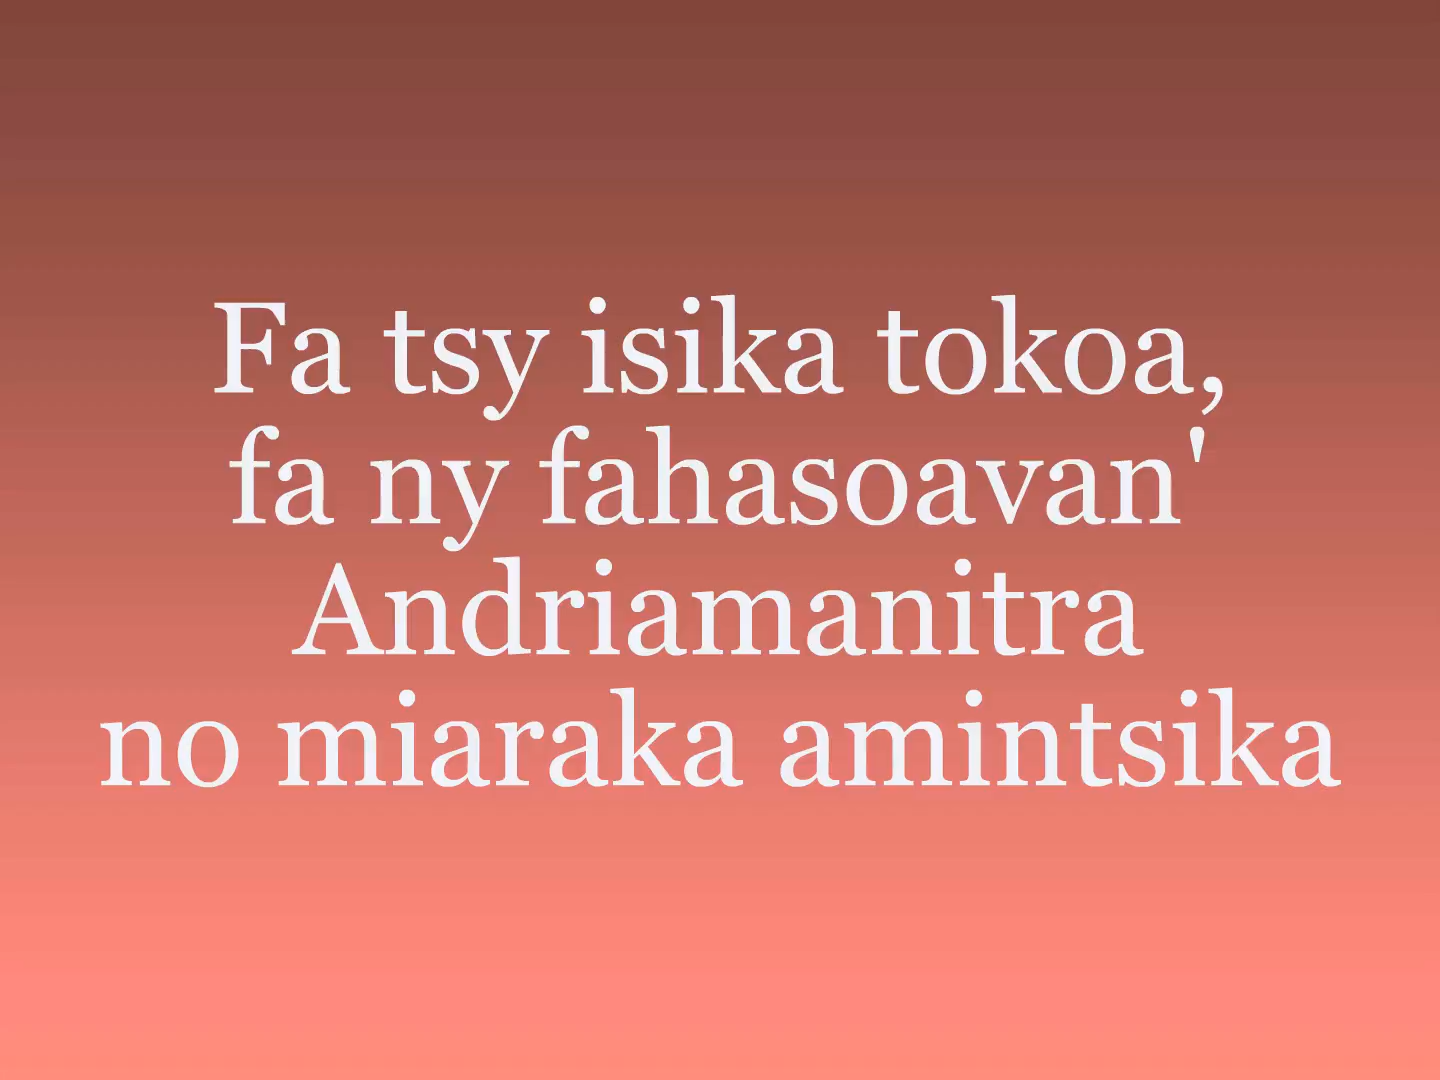 Fa tsy isika tokoa,
fa ny fahasoavan'
Andriamanitra
no miaraka amintsika